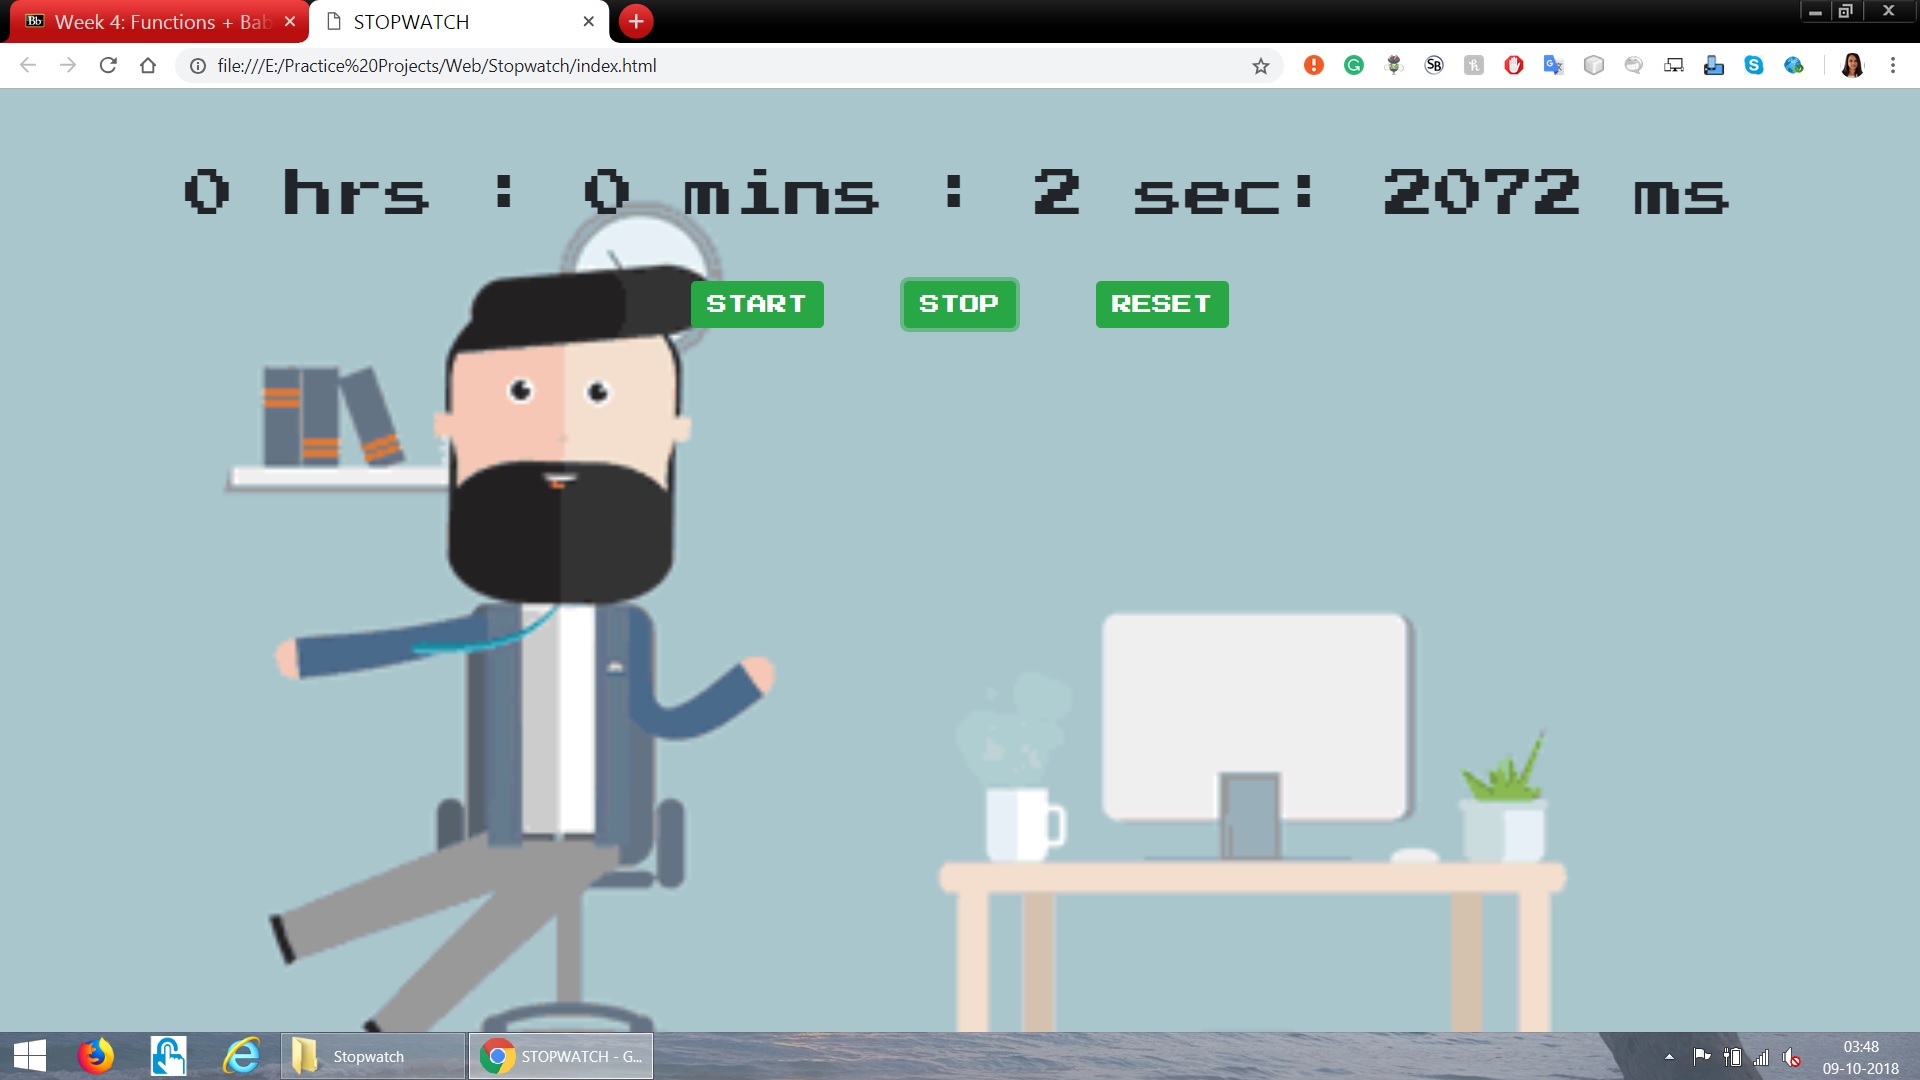 Bb Week 4: Functions + Bab
STOPWATCH
file:///E:/Practice%20Projects/Web/Stopwatch/index.html
0 hrs : 0 mins : 2 sec: 2072 ms
START STOP RESET
Stopwatch
STOPWATCH - G...
03:48
09-10-2018